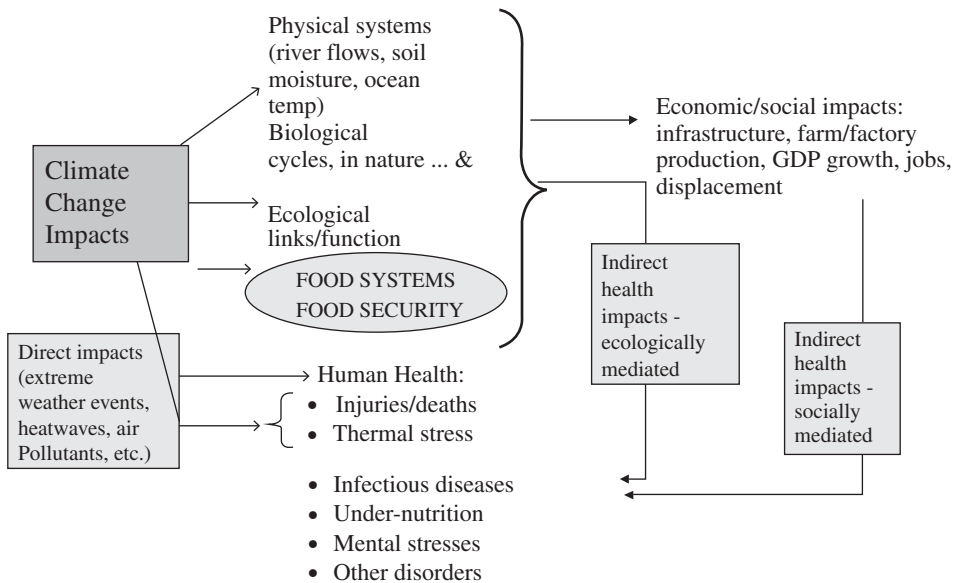 Climate
Change
Impacts
Physical systems
(river flows, soil
moisture, ocean
temp)
Biological
cycles, in nature ... &
Ecological
links/function
FOOD SYSTEMS
FOOD SECURITY
Economic/social impacts:
infrastructure, farm/factory
production, GDP growth, jobs,
displacement
Indirect
health
impacts -
ecologically
mediated
Indirect
health
impacts -
socially
mediated
Direct impacts
(extreme
weather events,
heatwaves, air
Pollutants, etc.)
Human Health:
• Injuries/deaths
• Thermal stress
• Infectious diseases
• Under-nutrition
• Mental stresses
• Other disorders